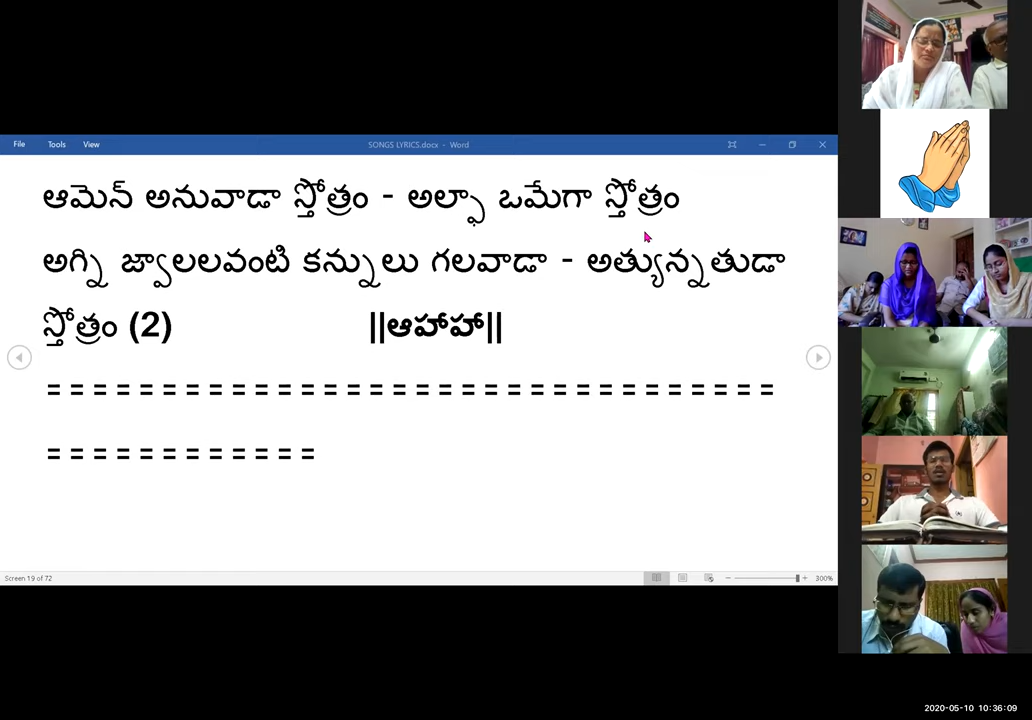 File Tools View SONGS LYRICS.docx - Word
ఆమెన్ అనువాడా స్తోత్రం - అల్ఫా ఒమేగా స్తోత్రం
అగ్ని జ్వాలలవంటి కన్నులు గలవాడా - అత్యున్నతుడా
స్తోత్రం (2) ||ఆహాహా||
= = = = = = = = = = = = = = = = = = = = = = = = = = = = = = = =
= = = = = = = = = = = =
Screen 19 of 72 300%
2020-05-10 10:36:09